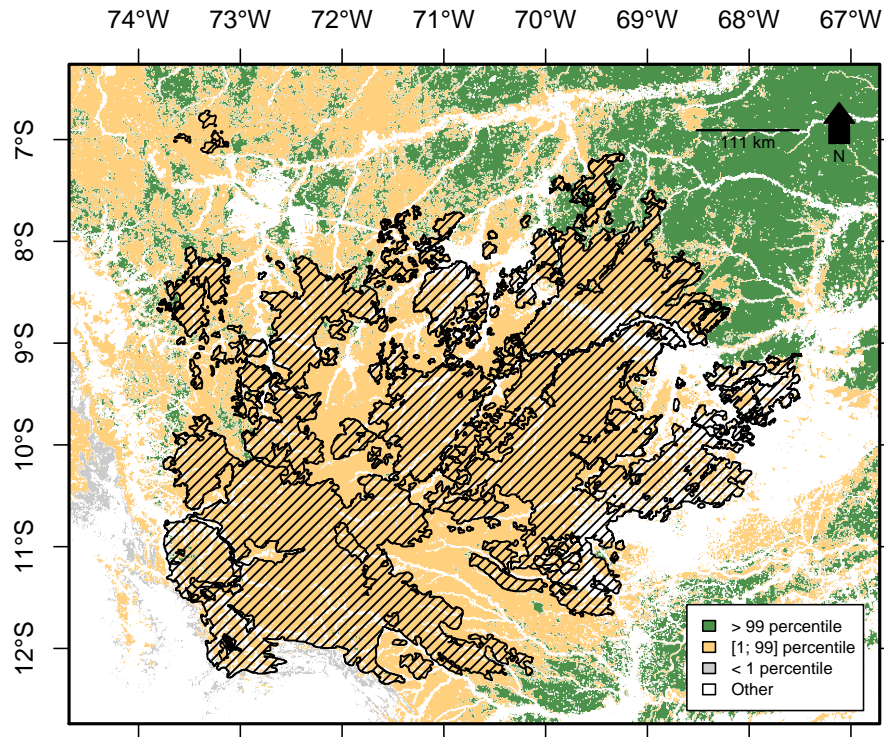 74°W 73°W 72°W 71°W 70°W 69°W 68°W 67°W
7°S
8°S
9°S
10°S
11°S
12°S
111 km
N
> 99 percentile
[1; 99] percentile
< 1 percentile
Other